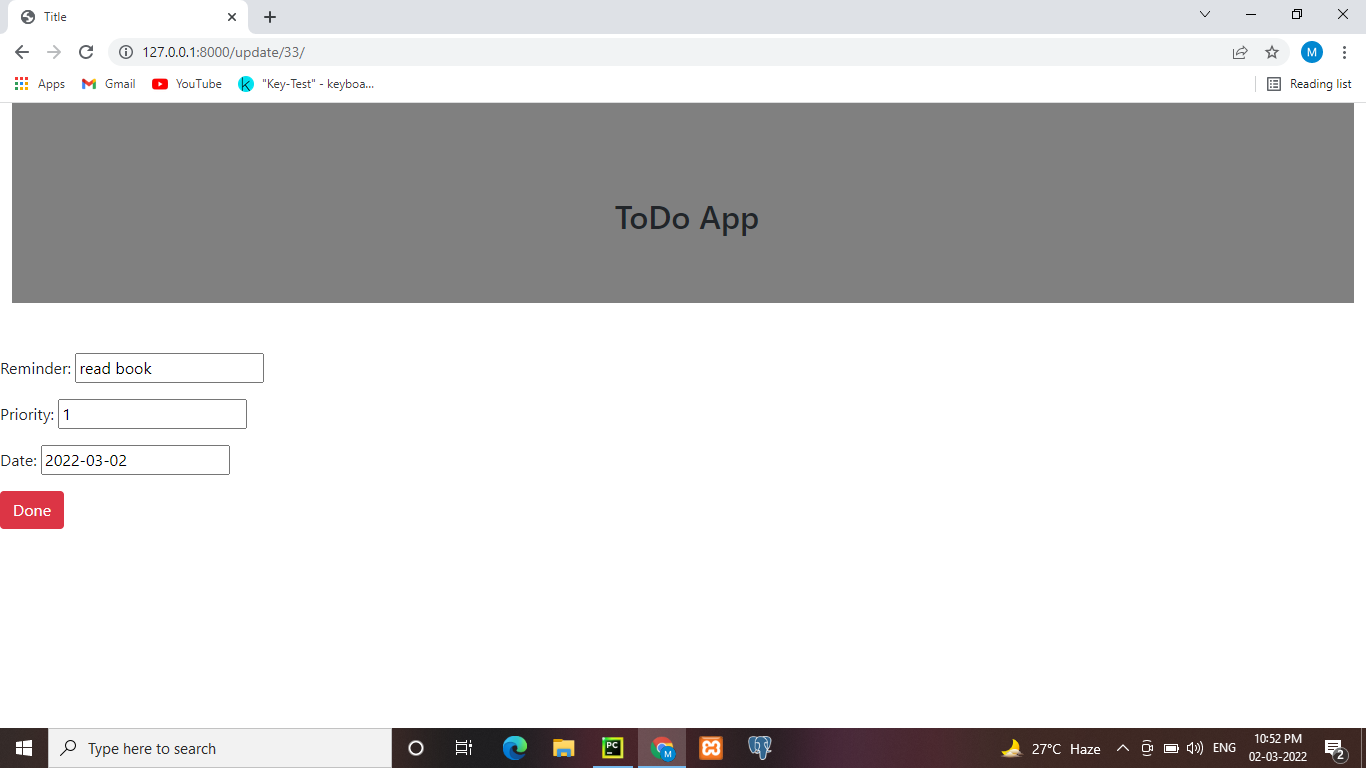 Title
127.0.0.1:8000/update/33/
M
Apps Gmail YouTube "Key-Test" - keyboa... Reading list
ToDo App
Reminder: read book
Priority: 1
Date: 2022-03-02
Done
Type here to search
PC
M
27°C Haze
ENG
10:52 PM
02-03-2022
2